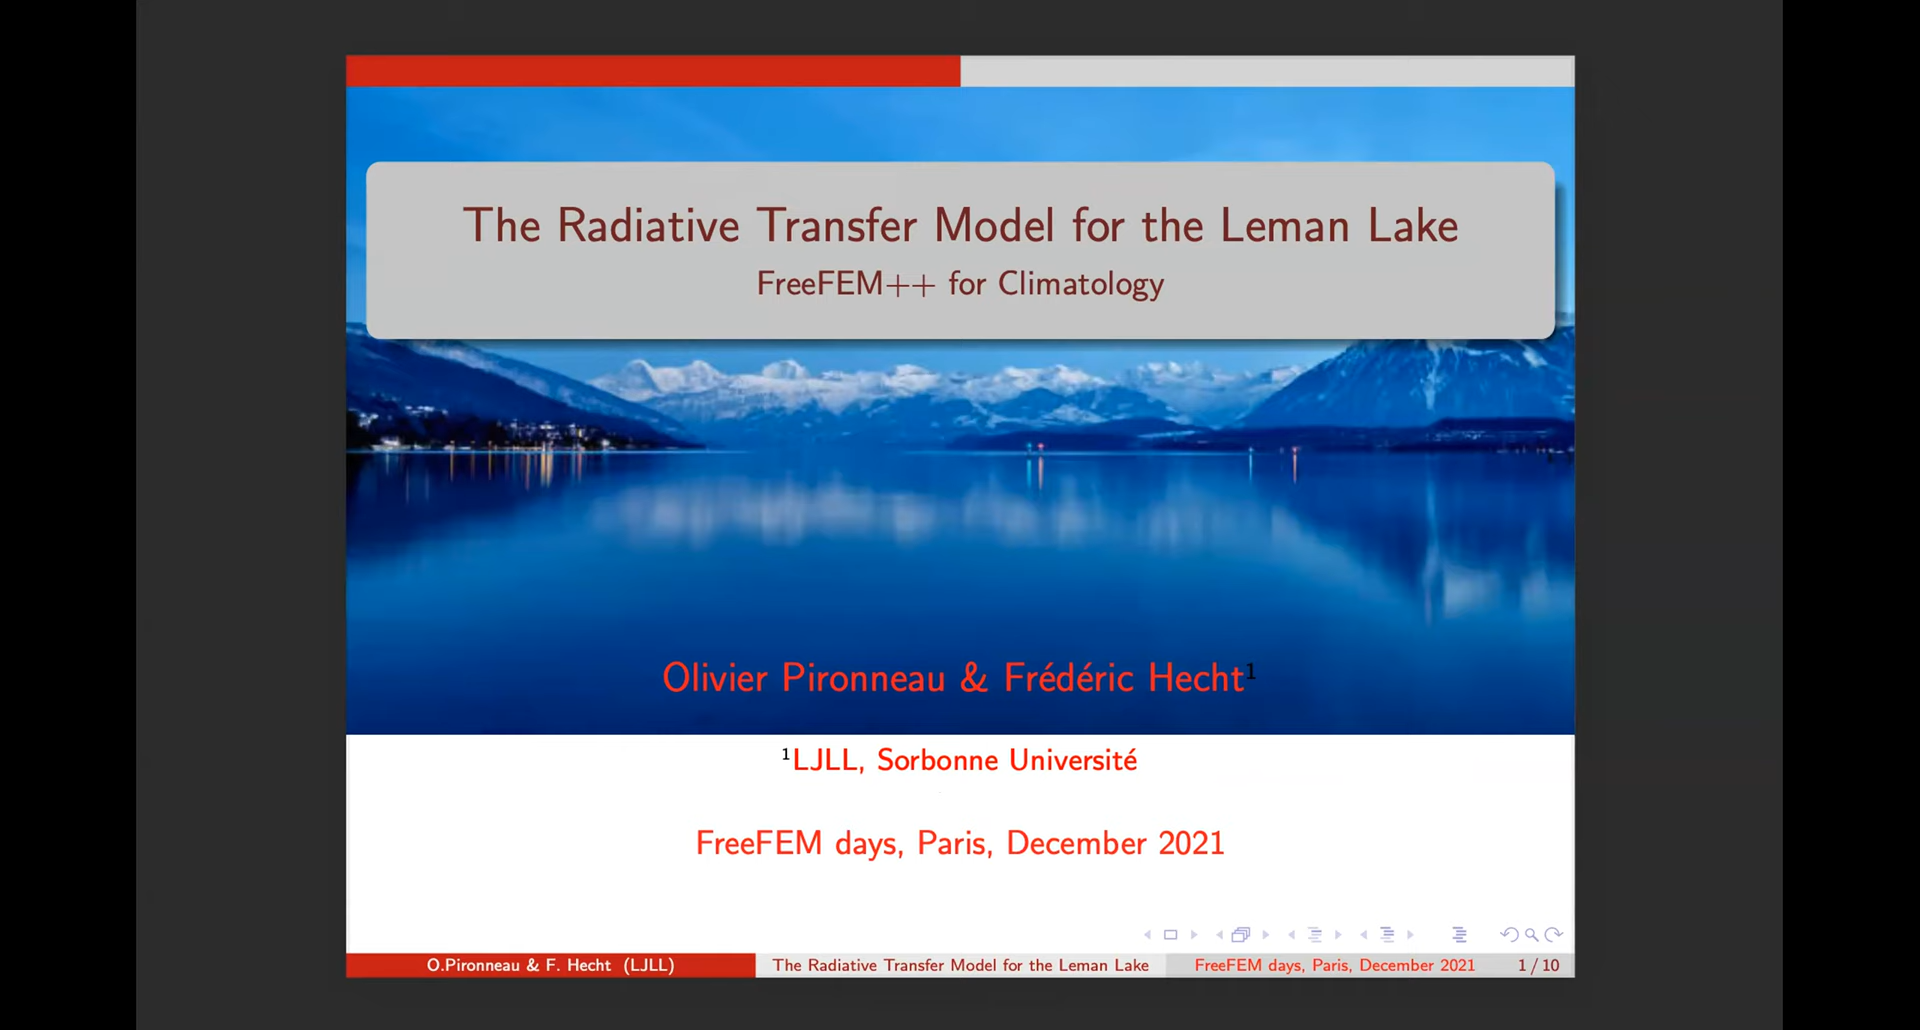 The Radiative Transfer Model for the Leman Lake
FreeFEM++ for Climatology
Olivier Pironneau & Frédéric Hecht¹
¹LJLL, Sorbonne Université
FreeFEM days, Paris, December 2021
O.Pironneau & F. Hecht (LJLL)
The Radiative Transfer Model for the Leman Lake
FreeFEM days, Paris, December 2021
1 / 10